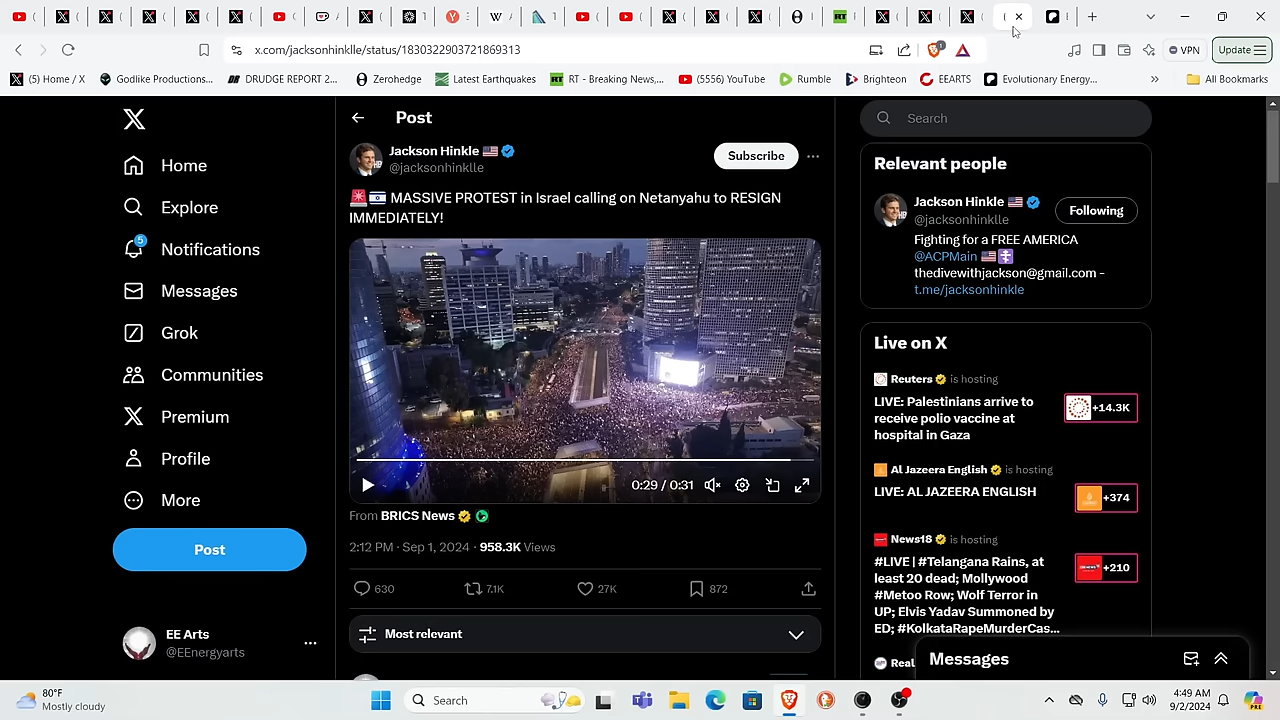 x.com/jacksonhinklle/status/1830322903721869313
VPN
Update
(5) Home / X
Godlike Productions...
DRUDGE REPORT 2...
Zerohedge
Latest Earthquakes
RT
RT - Breaking News,...
(5556) YouTube
Rumble
Brighteon
EEARTS
Evolutionary Energy...
»
All Bookmarks
Home
Explore
5
Notifications
Messages
Grok
Communities
Premium
Profile
More
Post
EE Arts
@EEnergyarts
Post
Jackson Hinkle
@jacksonhinklle
Subscribe
MASSIVE PROTEST in Israel calling on Netanyahu to RESIGN
IMMEDIATELY!
0:29 / 0:31
From BRICS News
2:12 PM · Sep 1, 2024 · 958.3K Views
630
7.1K
27K
872
Most relevant
Search
Relevant people
Jackson Hinkle
@jacksonhinklle
Following
Fighting for a FREE AMERICA
@ACPMain
thedivewithjackson@gmail.com -
t.me/jacksonhinkle
Live on X
Reuters is hosting
LIVE: Palestinians arrive to
receive polio vaccine at
hospital in Gaza
+14.3K
Al Jazeera English is hosting
LIVE: AL JAZEERA ENGLISH
+374
News18 is hosting
#LIVE | #Telangana Rains, at
least 20 dead; Mollywood
#Metoo Row; Wolf Terror in
UP; Elvis Yadav Summoned by
ED; #KolkataRapeMurderCas...
+210
Real
Messages
80°F
Mostly cloudy
Search
4:49 AM
9/2/2024